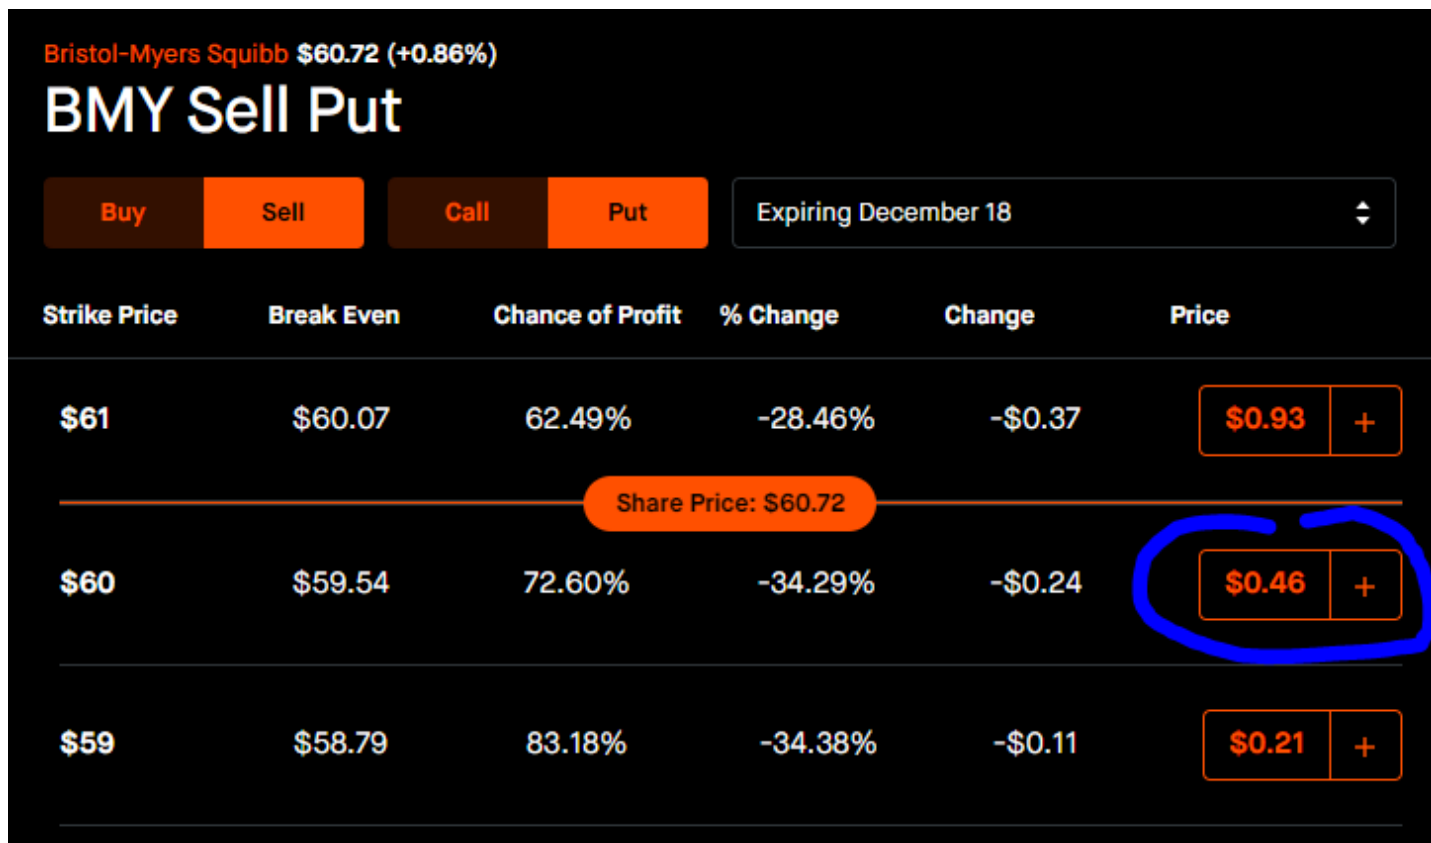 Bristol-Myers Squibb $60.72 (+0.86%)
BMY Sell Put
Buy Sell Call Put Expiring December 18
Strike Price Break Even Chance of Profit % Change Change Price
$61 $60.07 62.49% -28.46% -$0.37 $0.93 +
Share Price: $60.72
$60 $59.54 72.60% -34.29% -$0.24 $0.46 +
$59 $58.79 83.18% -34.38% -$0.11 $0.21 +